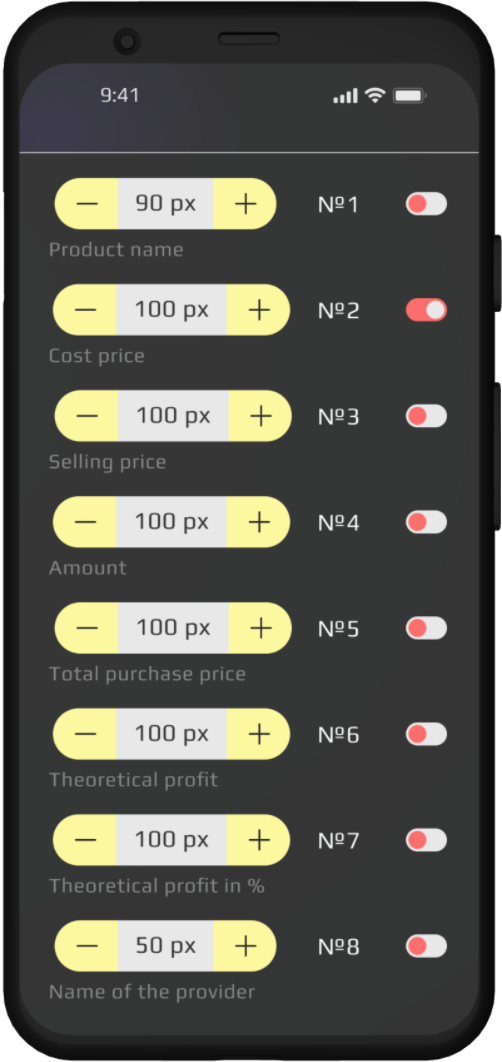 9:41
− 90 px + №1
Product name
− 100 px + №2
Cost price
− 100 px + №3
Selling price
− 100 px + №4
Amount
− 100 px + №5
Total purchase price
− 100 px + №6
Theoretical profit
− 100 px + №7
Theoretical profit in %
− 50 px + №8
Name of the provider